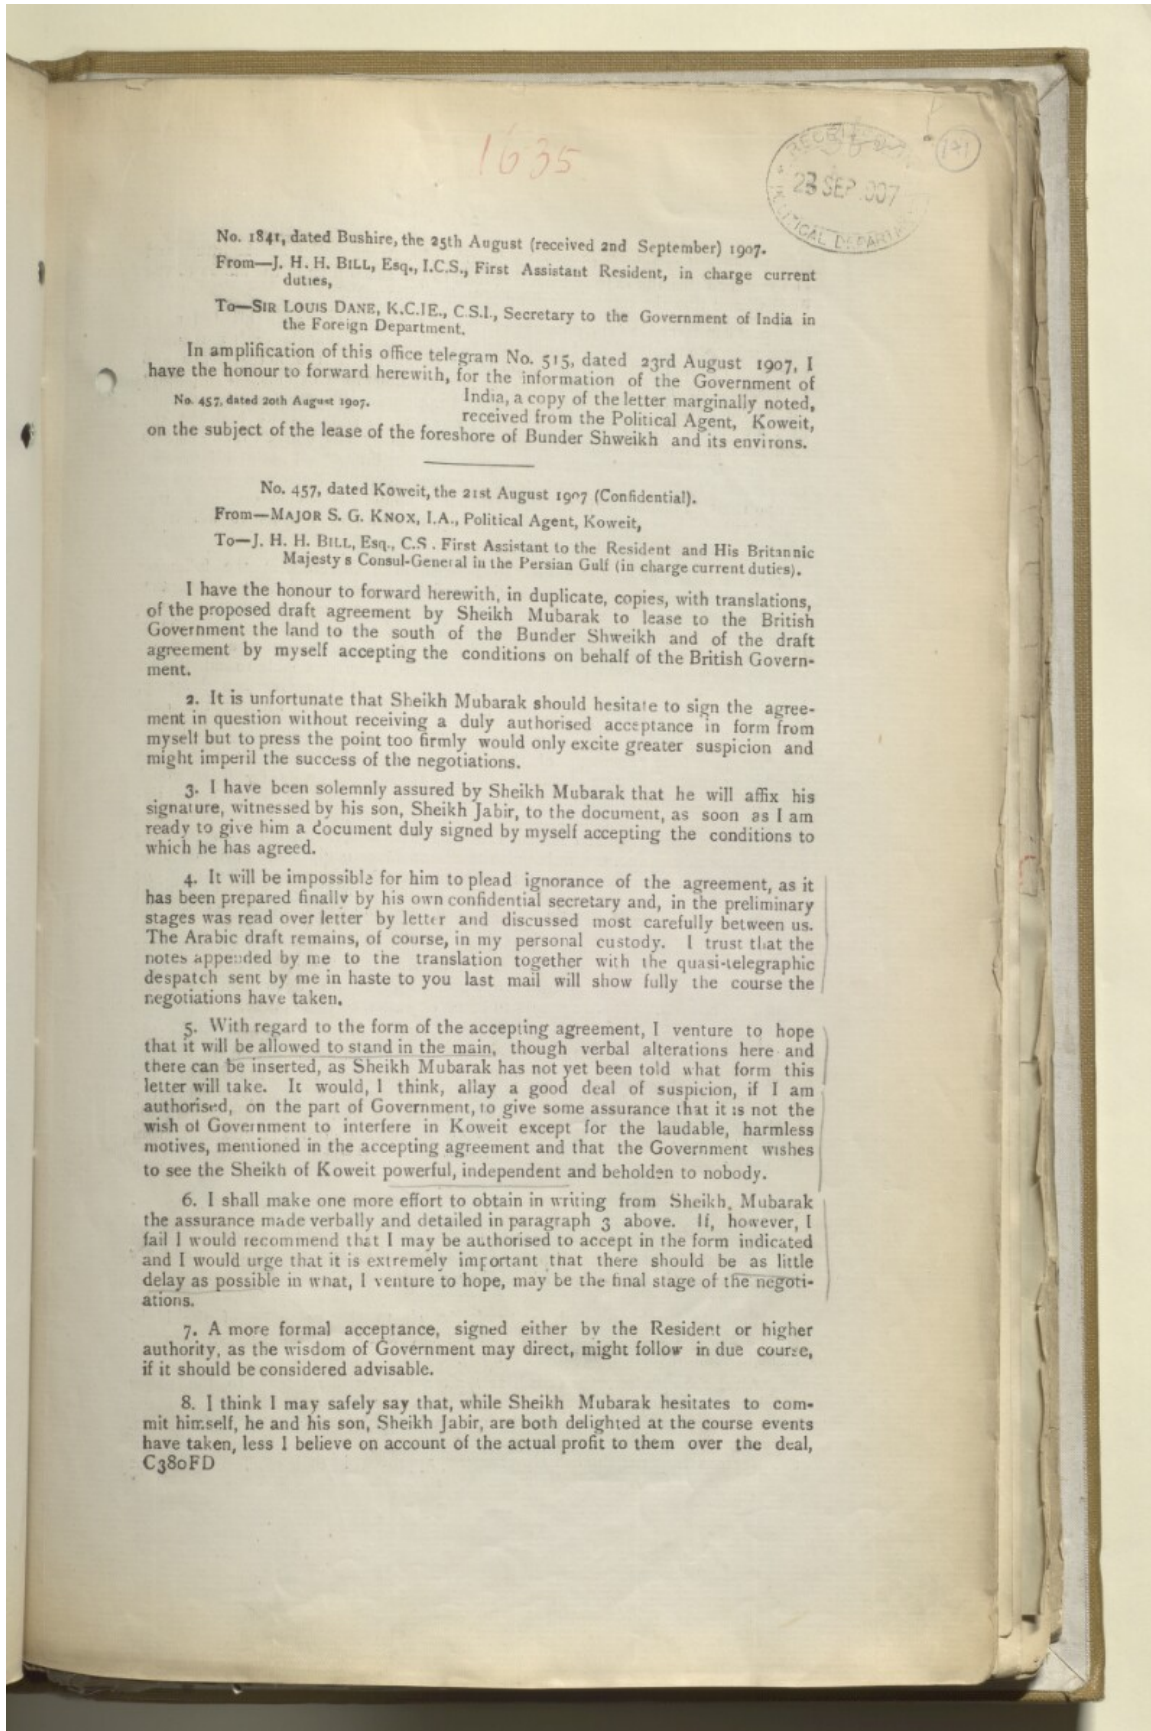 1635
23 SEP 1907
No. 1841, dated Bushire, the 25th August (received 2nd September) 1907.
From—J. H. H. BILL, Esq., I.C.S., First Assistant Resident, in charge current
duties,
To—SIR LOUIS DANE, K.C.IE., C.S.I., Secretary to the Government of India in
the Foreign Department.
In amplification of this office telegram No. 515, dated 23rd August 1907, I
have the honour to forward herewith, for the information of the Government of
No. 457, dated 20th August 1907.
India, a copy of the letter marginally noted,
received from the Political Agent, Koweit,
on the subject of the lease of the foreshore of Bunder Shweikh and its environs.
No. 457, dated Koweit, the 21st August 1907 (Confidential).
From—MAJOR S. G. KNOX, I.A., Political Agent, Koweit,
To—J. H. H. BILL, Esq., C.S. First Assistant to the Resident and His Britannic
Majesty's Consul-General in the Persian Gulf (in charge current duties).
I have the honour to forward herewith, in duplicate, copies, with translations,
of the proposed draft agreement by Sheikh Mubarak to lease to the British
Government the land to the south of the Bunder Shweikh and of the draft
agreement by myself accepting the conditions on behalf of the British Govern-
ment.
2. It is unfortunate that Sheikh Mubarak should hesitate to sign the agree-
ment in question without receiving a duly authorised acceptance in form from
myself but to press the point too firmly would only excite greater suspicion and
might imperil the success of the negotiations.
3. I have been solemnly assured by Sheikh Mubarak that he will affix his
signature, witnessed by his son, Sheikh Jabir, to the document, as soon as I am
ready to give him a document duly signed by myself accepting the conditions to
which he has agreed.
4. It will be impossible for him to plead ignorance of the agreement, as it
has been prepared finally by his own confidential secretary and, in the preliminary
stages was read over letter by letter and discussed most carefully between us.
The Arabic draft remains, of course, in my personal custody. I trust that the
notes appended by me to the translation together with the quasi-telegraphic
despatch sent by me in haste to you last mail will show fully the course the
negotiations have taken.
5. With regard to the form of the accepting agreement, I venture to hope
that it will be allowed to stand in the main, though verbal alterations here and
there can be inserted, as Sheikh Mubarak has not yet been told what form this
letter will take. It would, I think, allay a good deal of suspicion, if I am
authorised, on the part of Government, to give some assurance that it is not the
wish of Government to interfere in Koweit except for the laudable, harmless
motives, mentioned in the accepting agreement and that the Government wishes
to see the Sheikh of Koweit powerful, independent and beholden to nobody.
6. I shall make one more effort to obtain in writing from Sheikh, Mubarak
the assurance made verbally and detailed in paragraph 3 above. If, however, I
fail I would recommend that I may be authorised to accept in the form indicated
and I would urge that it is extremely important that there should be as little
delay as possible in what, I venture to hope, may be the final stage of the negoti-
ations.
7. A more formal acceptance, signed either by the Resident or higher
authority, as the wisdom of Government may direct, might follow in due course,
if it should be considered advisable.
8. I think I may safely say that, while Sheikh Mubarak hesitates to com-
mit himself, he and his son, Sheikh Jabir, are both delighted at the course events
have taken, less I believe on account of the actual profit to them over the deal,
C380FD